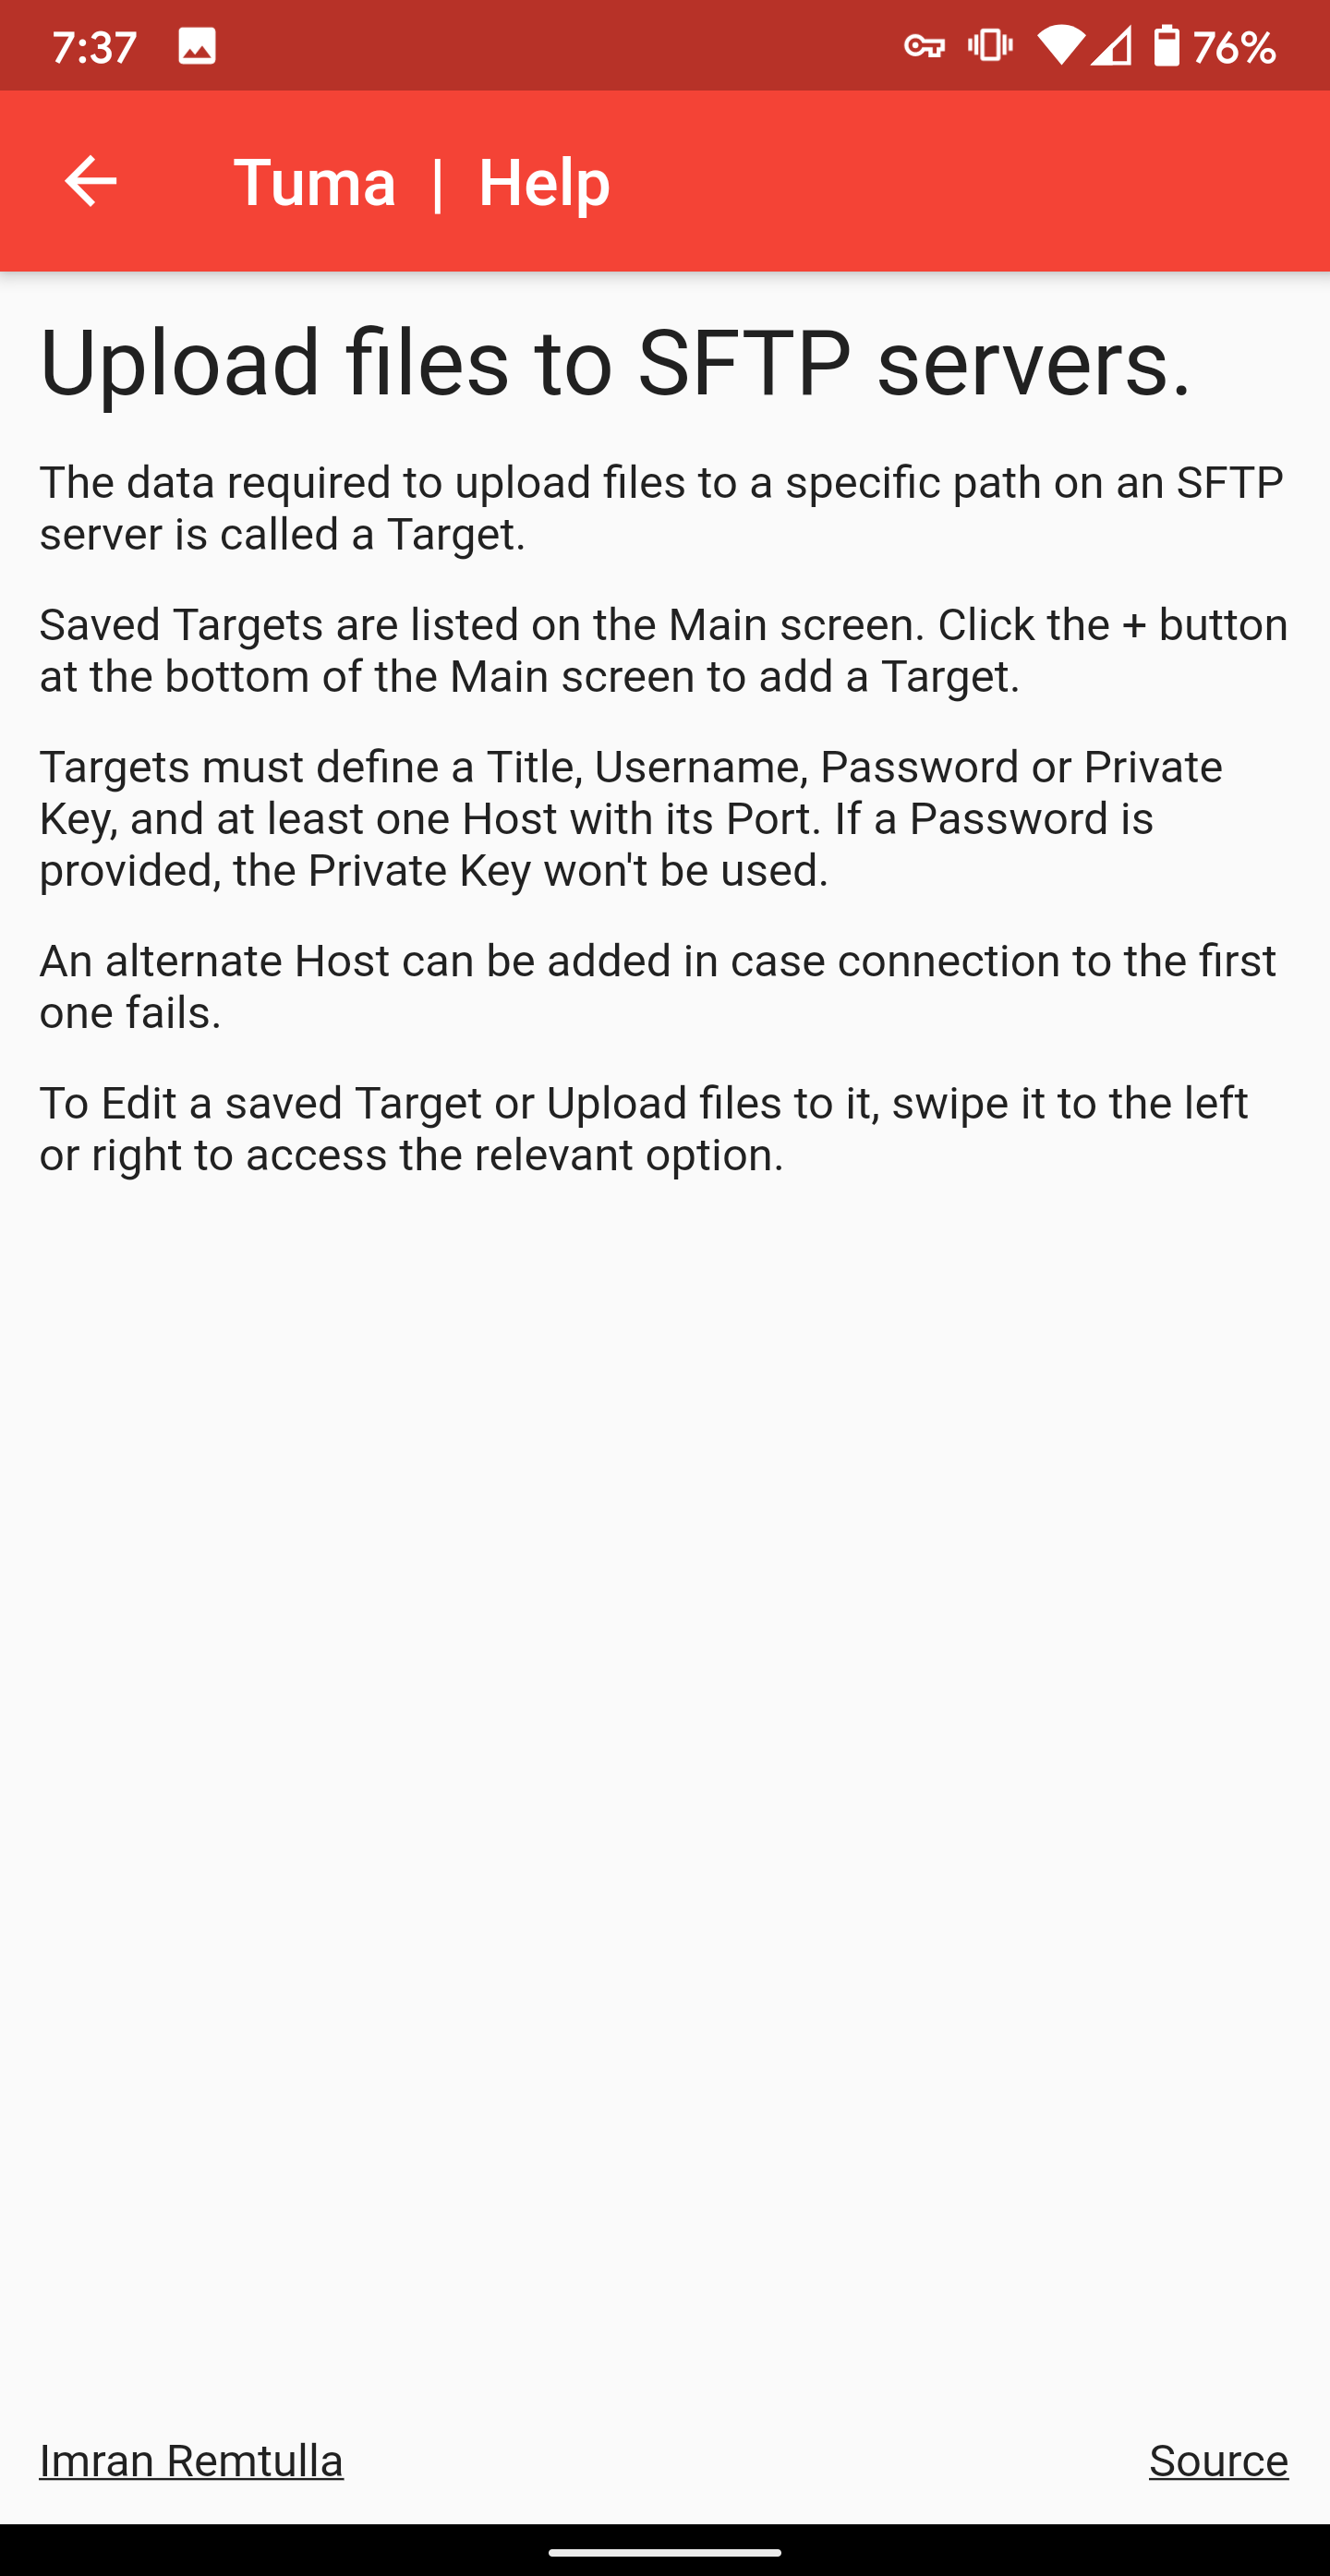 7:37 76%
Tuma | Help
Upload files to SFTP servers.
The data required to upload files to a specific path on an SFTP
server is called a Target.
Saved Targets are listed on the Main screen. Click the + button
at the bottom of the Main screen to add a Target.
Targets must define a Title, Username, Password or Private
Key, and at least one Host with its Port. If a Password is
provided, the Private Key won't be used.
An alternate Host can be added in case connection to the first
one fails.
To Edit a saved Target or Upload files to it, swipe it to the left
or right to access the relevant option.
Imran Remtulla Source